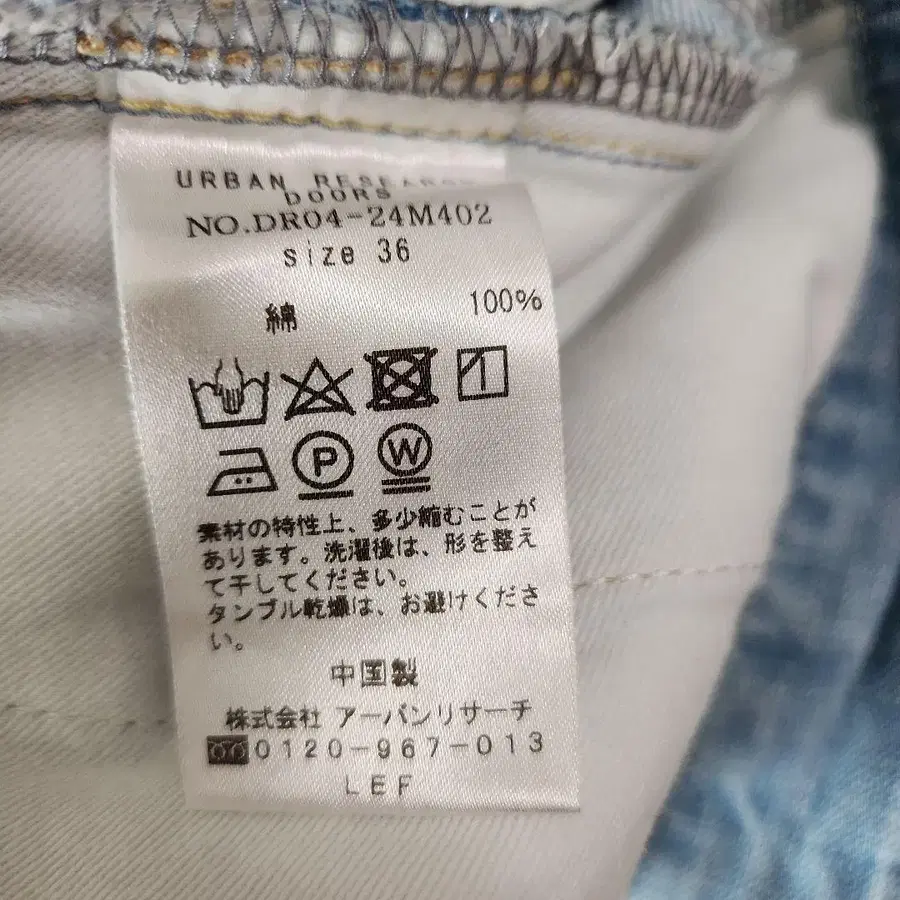 URBAN RESEARCH
DOORS
NO.DR04-24M402
size 36
綿 100%
P W
素材の特性上、多少縮むことが
あります。洗濯後は、形を整え
て干してください。
タンブル乾燥は、お避けくださ
い。
中国製
株式会社 アーバンリサーチ
0120-967-013
LEF